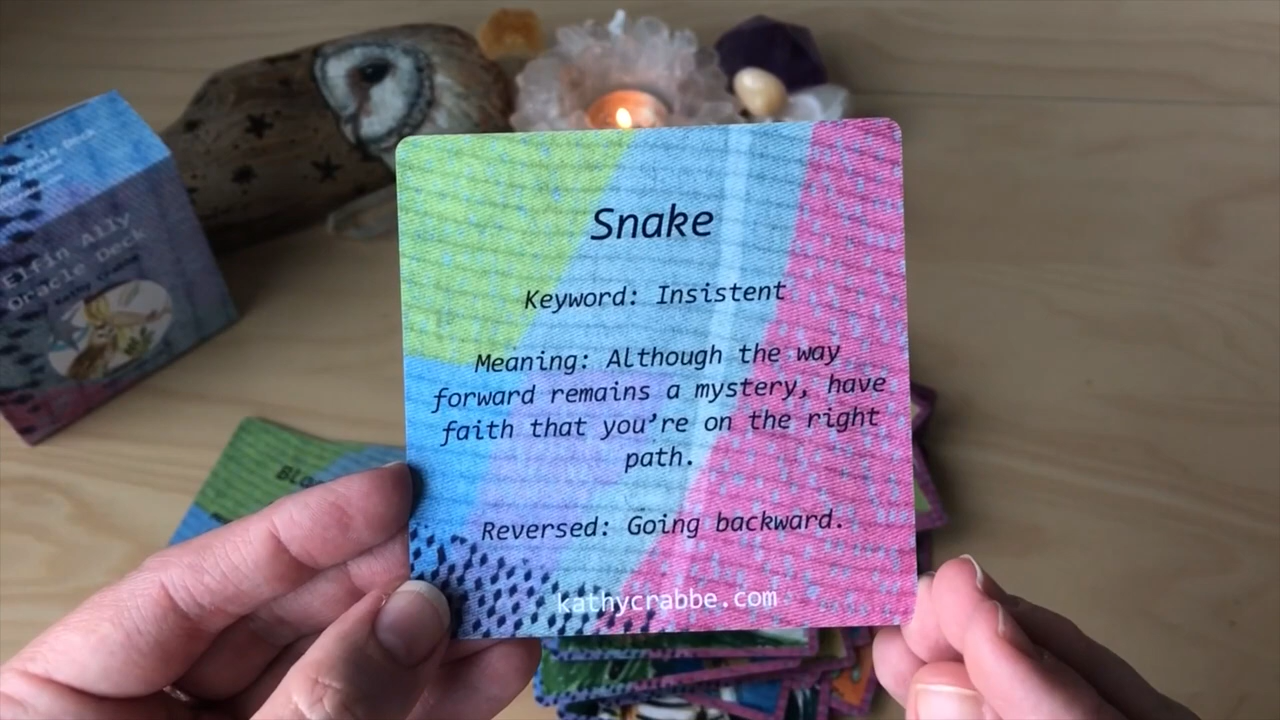 Snake
Keyword: Insistent
Meaning: Although the way
forward remains a mystery, have
faith that you're on the right
path.
Reversed: Going backward.
kathycrabbe.com
Elfin Ally
Oracle Deck